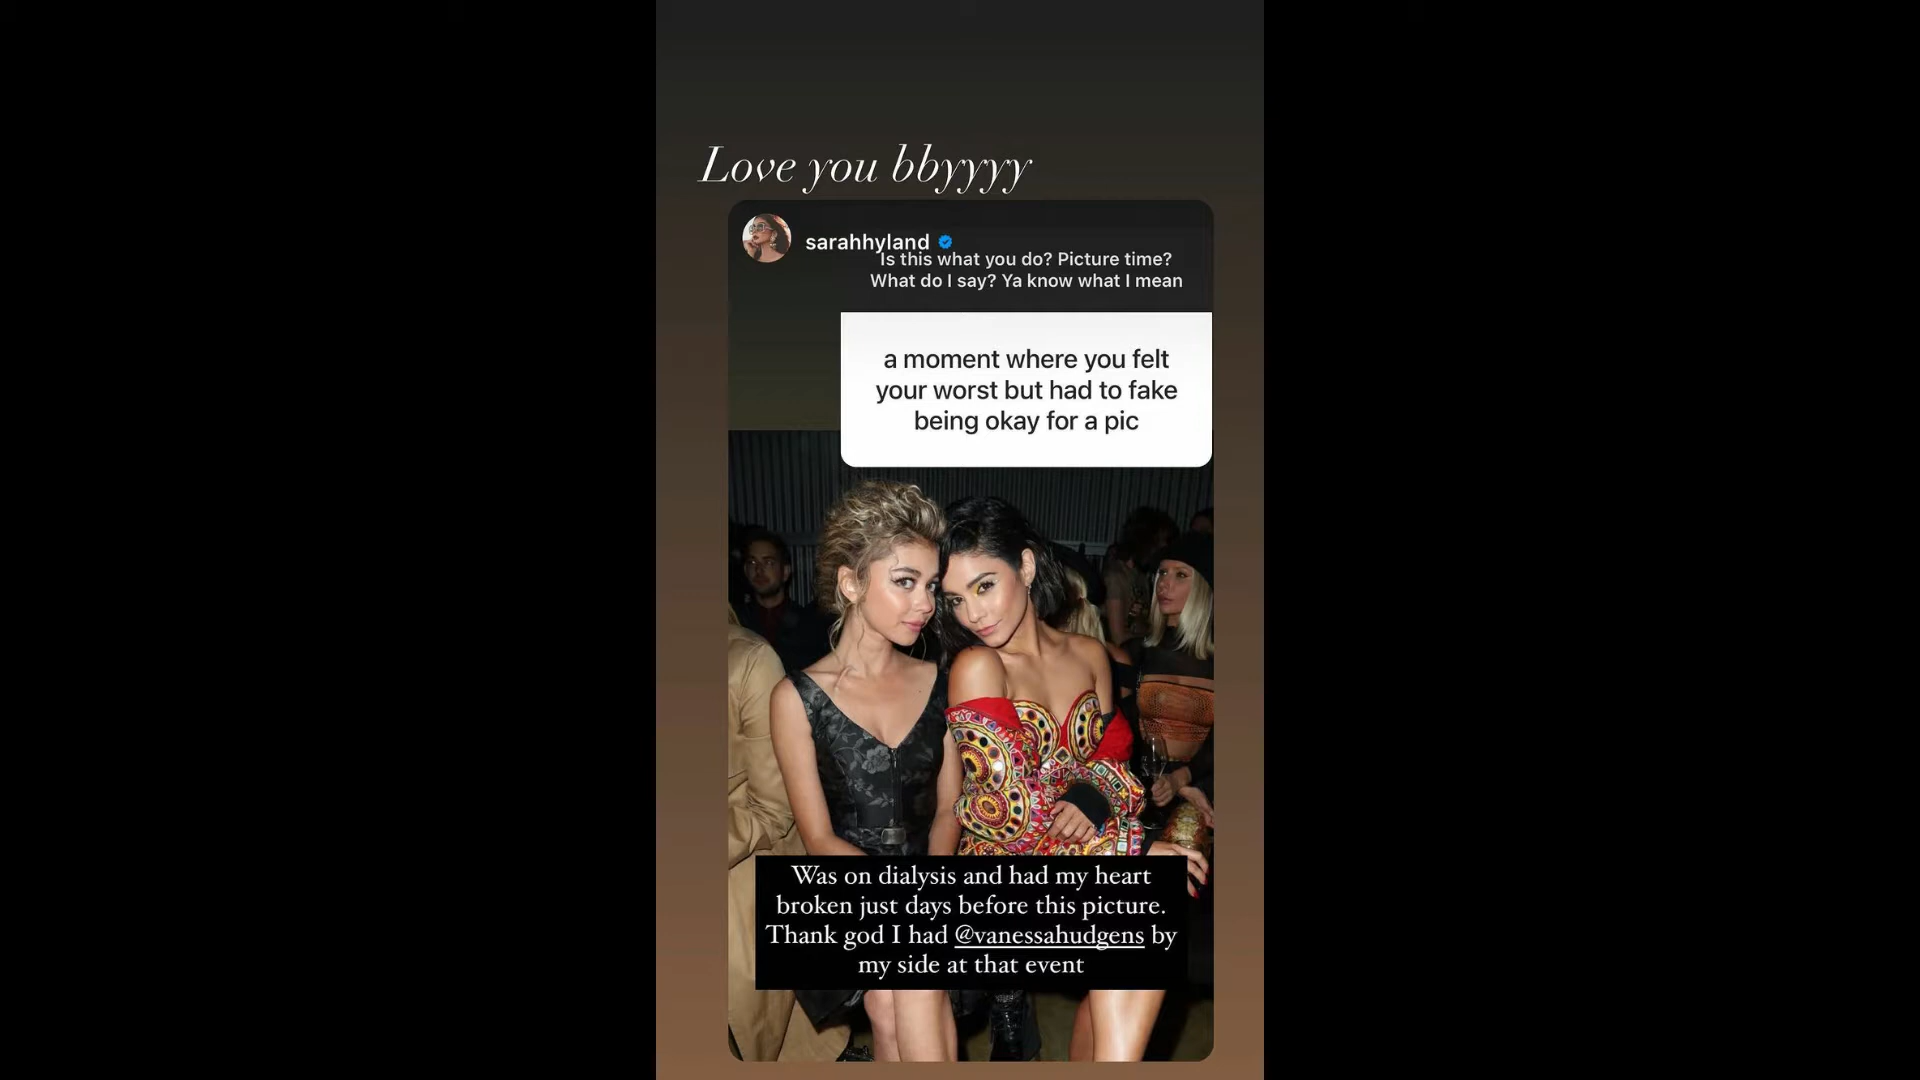 Love you bbyyyy
sarahhyland
Is this what you do? Picture time?
What do I say? Ya know what I mean
a moment where you felt
your worst but had to fake
being okay for a pic
Was on dialysis and had my heart
broken just days before this picture.
Thank god I had @vanessahudgens by
my side at that event